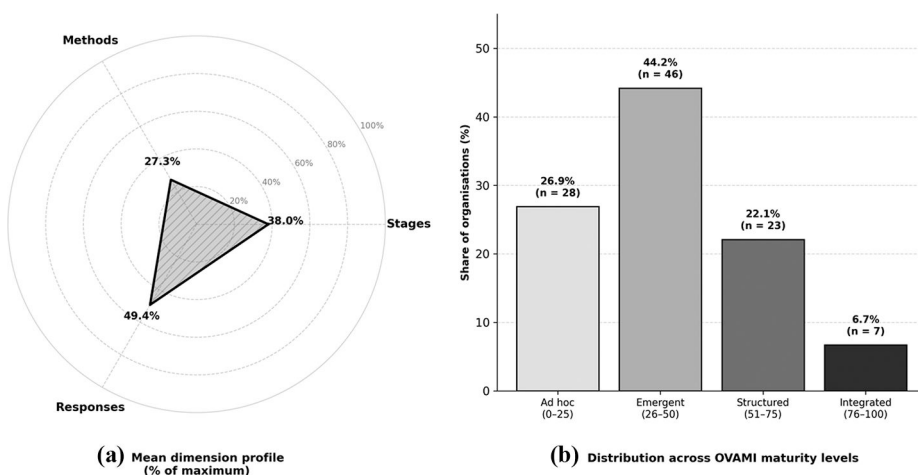 Methods
100%
80%
60%
40%
20%
27.3%
38.0%
Stages
49.4%
Responses
(a) Mean dimension profile
(% of maximum)
Share of organisations (%)
50
40
30
20
10
0
26.9%
(n = 28)
44.2%
(n = 46)
22.1%
(n = 23)
6.7%
(n = 7)
Ad hoc
(0–25)
Emergent
(26–50)
Structured
(51–75)
Integrated
(76–100)
(b) Distribution across OVAMI maturity levels